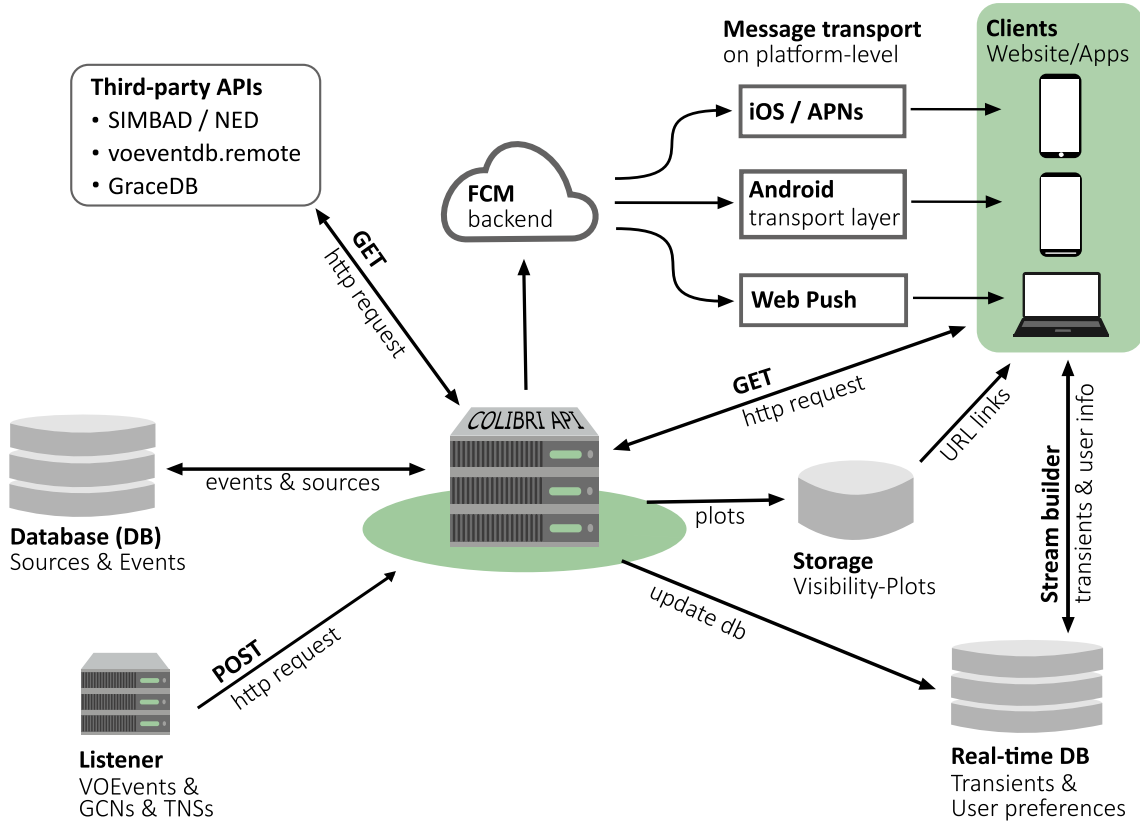 Message transport
on platform-level
Clients
Website/Apps
Third-party APIs
• SIMBAD / NED
• voeventdb.remote
• GraceDB
iOS / APNs
FCM
backend
Android
transport layer
Web Push
GET
http request
COLIBRI API
GET
http request
URL links
Stream builder
transients & user info
events & sources
plots
Database (DB)
Sources & Events
Storage
Visibility-Plots
update db
POST
http request
Listener
VOEvents &
GCNs & TNSs
Real-time DB
Transients &
User preferences